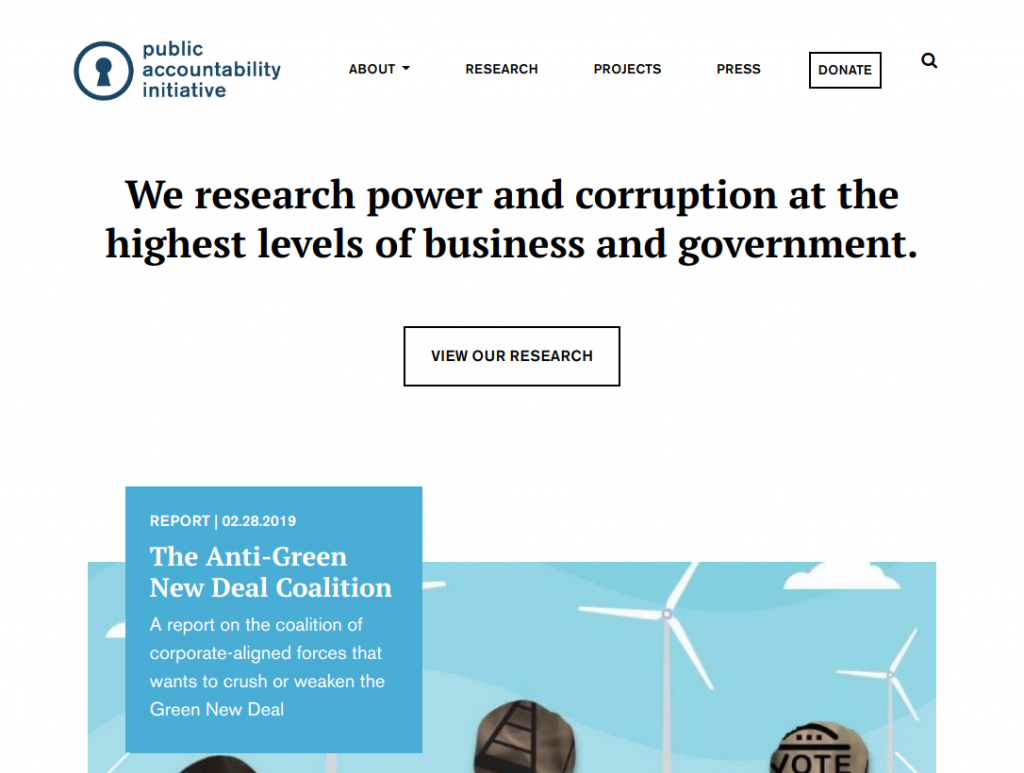 public
accountability
initiative
ABOUT
RESEARCH
PROJECTS
PRESS
DONATE
We research power and corruption at the
highest levels of business and government.
VIEW OUR RESEARCH
REPORT | 02.28.2019
The Anti-Green
New Deal Coalition
A report on the coalition of
corporate-aligned forces that
wants to crush or weaken the
Green New Deal
VOTE